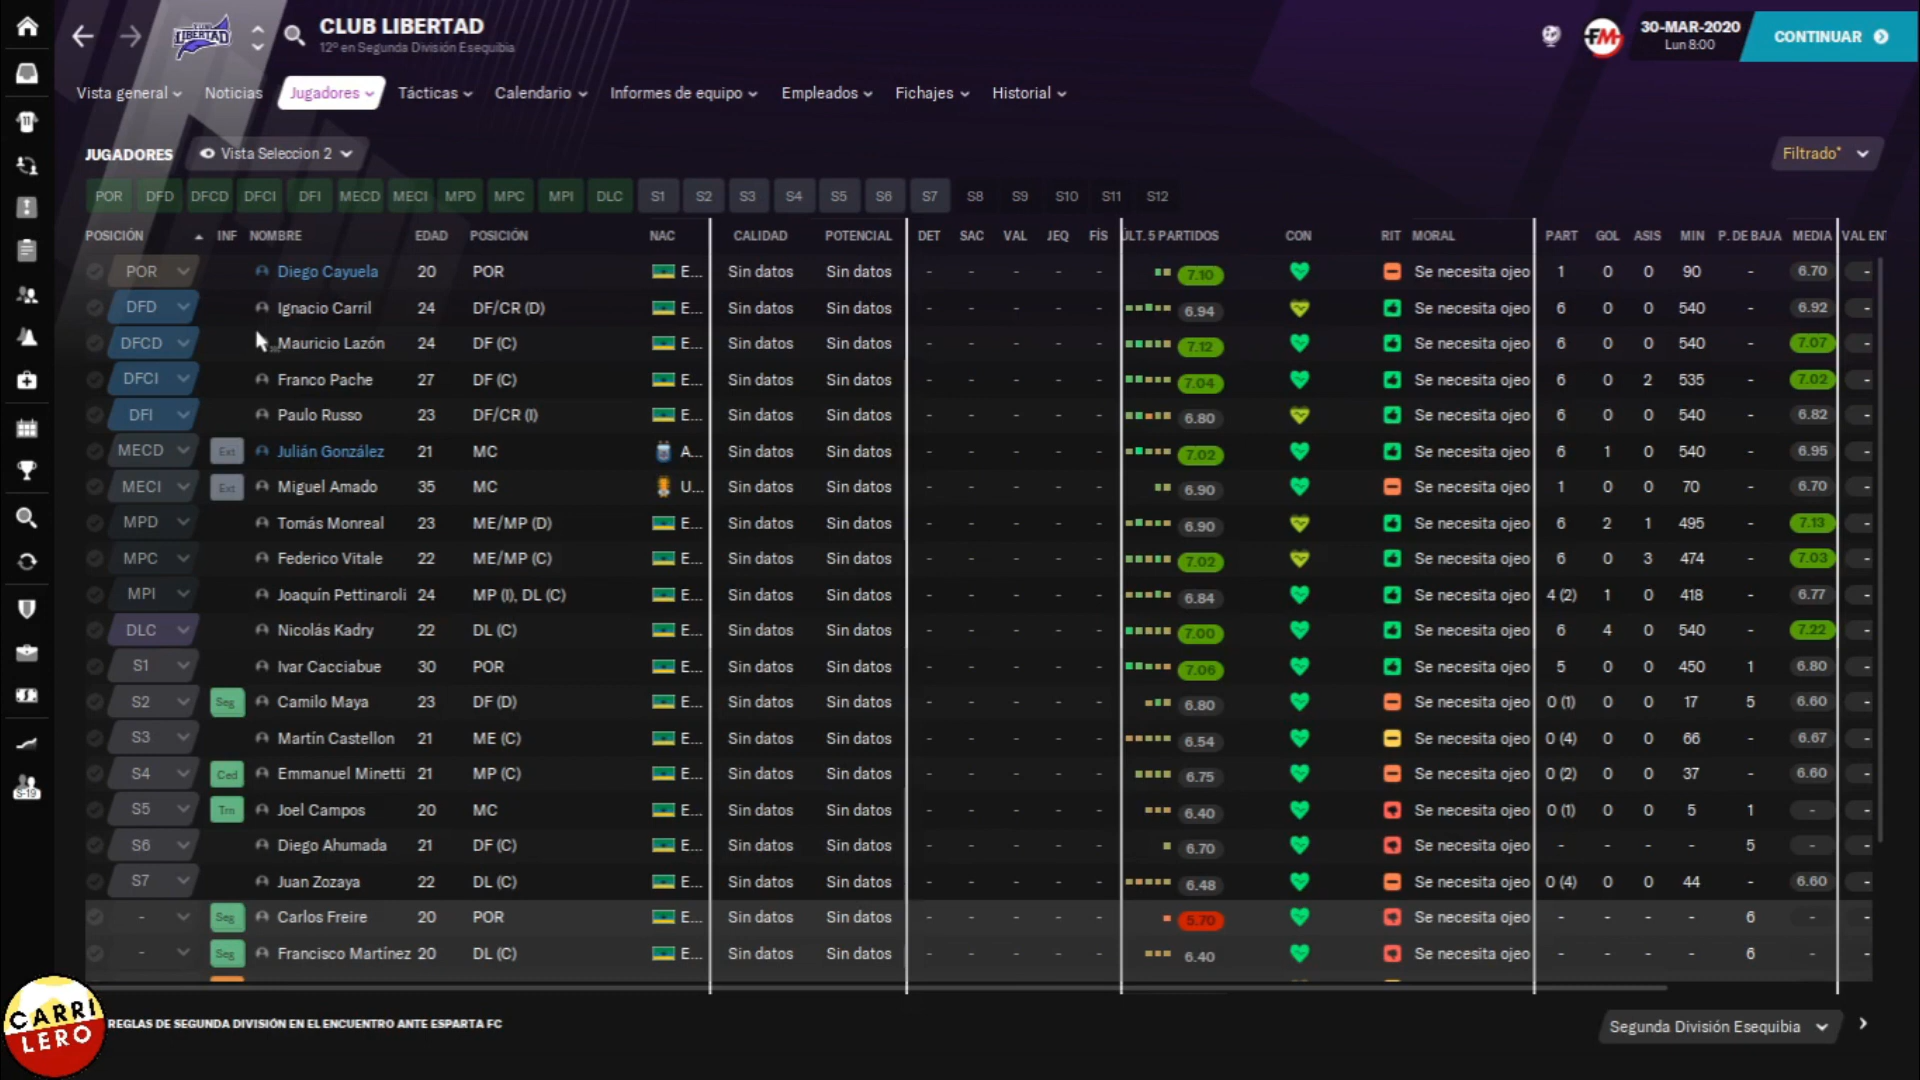 CLUB LIBERTAD
LIBERTAD
12º en Segunda División Esequibia
FM
30-MAR-2020
Lun 8:00
CONTINUAR
Vista general Noticias Jugadores Tácticas Calendario Informes de equipo Empleados Fichajes Historial
JUGADORES Vista Seleccion 2 Filtrado*
POR DFD DFCD DFCI DFI MECD MECI MPD MPC MPI DLC S1 S2 S3 S4 S5 S6 S7 S8 S9 S10 S11 S12
POSICIÓN INF NOMBRE EDAD POSICIÓN NAC CALIDAD POTENCIAL DET SAC VAL JEQ FÍS ÚLT. 5 PARTIDOS CON RIT MORAL PART GOL ASIS MIN P. DE BAJA MEDIA VAL EN
POR Diego Cayuela 20 POR E... Sin datos Sin datos - - - - - 7.10 Se necesita ojeo 1 0 0 90 - 6.70 -
DFD Ignacio Carril 24 DF/CR (D) E... Sin datos Sin datos - - - - - 6.94 Se necesita ojeo 6 0 0 540 - 6.92 -
DFCD Mauricio Lazón 24 DF (C) E... Sin datos Sin datos - - - - - 7.12 Se necesita ojeo 6 0 0 540 - 7.07 -
DFCI Franco Pache 27 DF (C) E... Sin datos Sin datos - - - - - 7.04 Se necesita ojeo 6 0 2 535 - 7.02 -
DFI Paulo Russo 23 DF/CR (I) E... Sin datos Sin datos - - - - - 6.80 Se necesita ojeo 6 0 0 540 - 6.82 -
MECD Ext Julián González 21 MC A... Sin datos Sin datos - - - - - 7.02 Se necesita ojeo 6 1 0 540 - 6.95 -
MECI Ext Miguel Amado 35 MC U... Sin datos Sin datos - - - - - 6.90 Se necesita ojeo 1 0 0 70 - 6.70 -
MPD Tomás Monreal 23 ME/MP (D) E... Sin datos Sin datos - - - - - 6.90 Se necesita ojeo 6 2 1 495 - 7.13 -
MPC Federico Vitale 22 ME/MP (C) E... Sin datos Sin datos - - - - - 7.02 Se necesita ojeo 6 0 3 474 - 7.03 -
MPI Joaquín Pettinaroli 24 MP (I), DL (C) E... Sin datos Sin datos - - - - - 6.84 Se necesita ojeo 4 (2) 1 0 418 - 6.77 -
DLC Nicolás Kadry 22 DL (C) E... Sin datos Sin datos - - - - - 7.00 Se necesita ojeo 6 4 0 540 - 7.22 -
S1 Ivar Cacciabue 30 POR E... Sin datos Sin datos - - - - - 7.06 Se necesita ojeo 5 0 0 450 1 6.80 -
S2 Seg Camilo Maya 23 DF (D) E... Sin datos Sin datos - - - - - 6.80 Se necesita ojeo 0 (1) 0 0 17 5 6.60 -
S3 Martín Castellon 21 ME (C) E... Sin datos Sin datos - - - - - 6.54 Se necesita ojeo 0 (4) 0 0 66 - 6.67 -
S4 Ced Emmanuel Minetti 21 MP (C) E... Sin datos Sin datos - - - - - 6.75 Se necesita ojeo 0 (2) 0 0 37 - 6.60 -
S5 Trn Joel Campos 20 MC E... Sin datos Sin datos - - - - - 6.40 Se necesita ojeo 0 (1) 0 0 5 1 - -
S6 Diego Ahumada 21 DF (C) E... Sin datos Sin datos - - - - - 6.70 Se necesita ojeo - - - - 5 - -
S7 Juan Zozaya 22 DL (C) E... Sin datos Sin datos - - - - - 6.48 Se necesita ojeo 0 (4) 0 0 44 - 6.60 -
- Seg Carlos Freire 20 POR E... Sin datos Sin datos - - - - - 5.70 Se necesita ojeo - - - - 6 - -
- Seg Francisco Martínez 20 DL (C) E... Sin datos Sin datos - - - - - 6.40 Se necesita ojeo - - - - 6 - -
S-19
CARRI
LERO
REGLAS DE SEGUNDA DIVISIÓN EN EL ENCUENTRO ANTE ESPARTA FC
Segunda División Esequibia